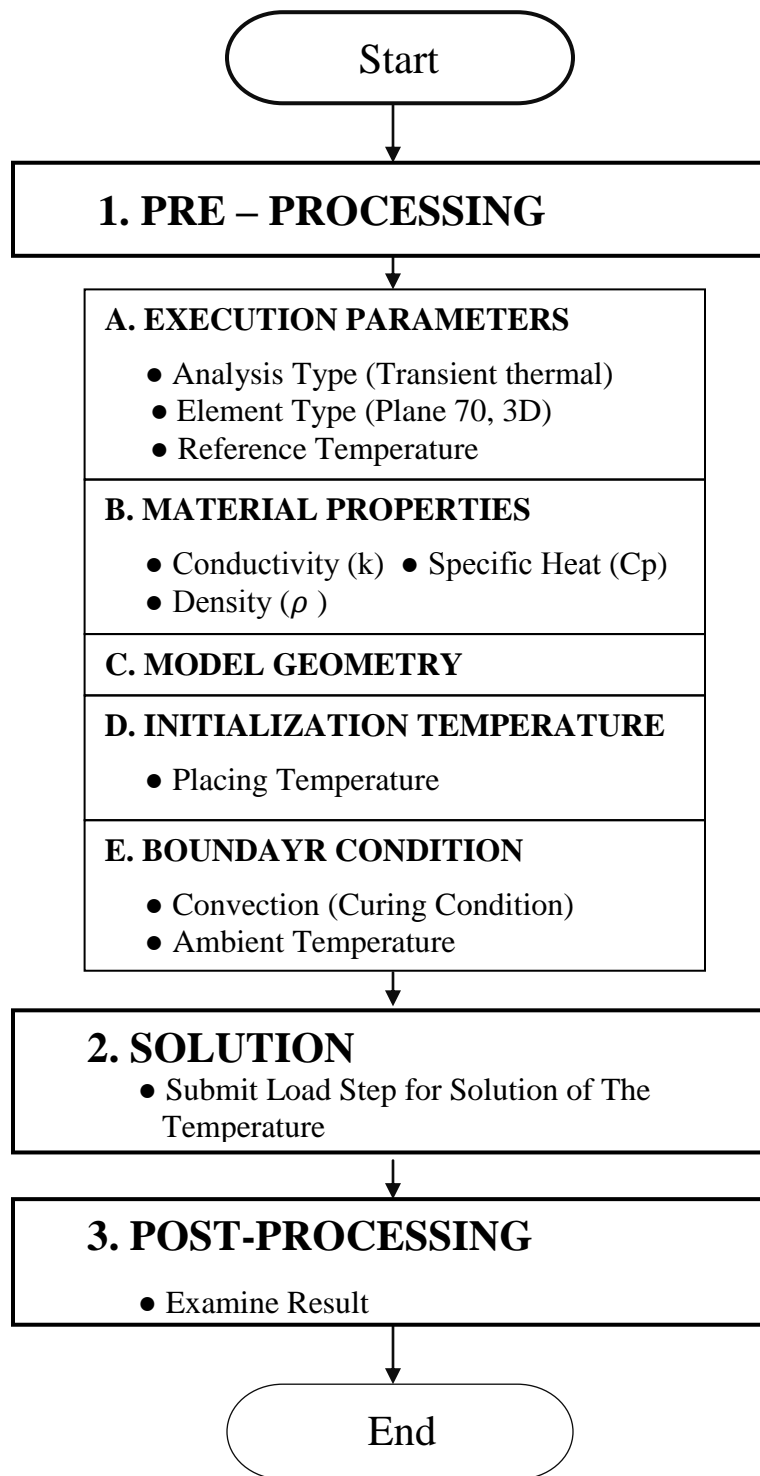 Start
1. PRE – PROCESSING
A. EXECUTION PARAMETERS
● Analysis Type (Transient thermal)
● Element Type (Plane 70, 3D)
● Reference Temperature
B. MATERIAL PROPERTIES
● Conductivity (k) ● Specific Heat (Cp)
● Density (ρ )
C. MODEL GEOMETRY
D. INITIALIZATION TEMPERATURE
● Placing Temperature
E. BOUNDAYR CONDITION
● Convection (Curing Condition)
● Ambient Temperature
2. SOLUTION
● Submit Load Step for Solution of The
Temperature
3. POST-PROCESSING
● Examine Result
End